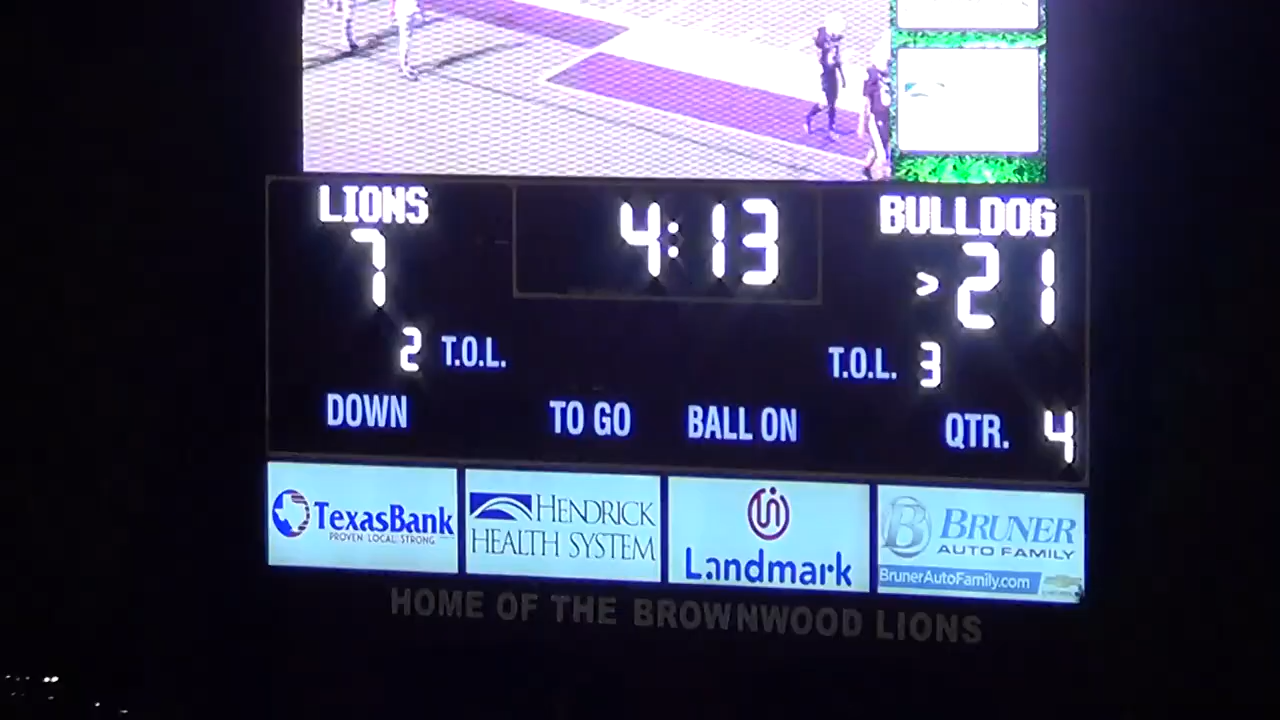 LIONS 4:13 BULLDOG
7 > 21
2 T.O.L. T.O.L. 3
DOWN TO GO BALL ON QTR. 4
TexasBank
PROVEN. LOCAL. STRONG.
HENDRICK
HEALTH SYSTEM
Landmark
B BRUNER
AUTO FAMILY
BrunerAutoFamily.com
HOME OF THE BROWNWOOD LIONS